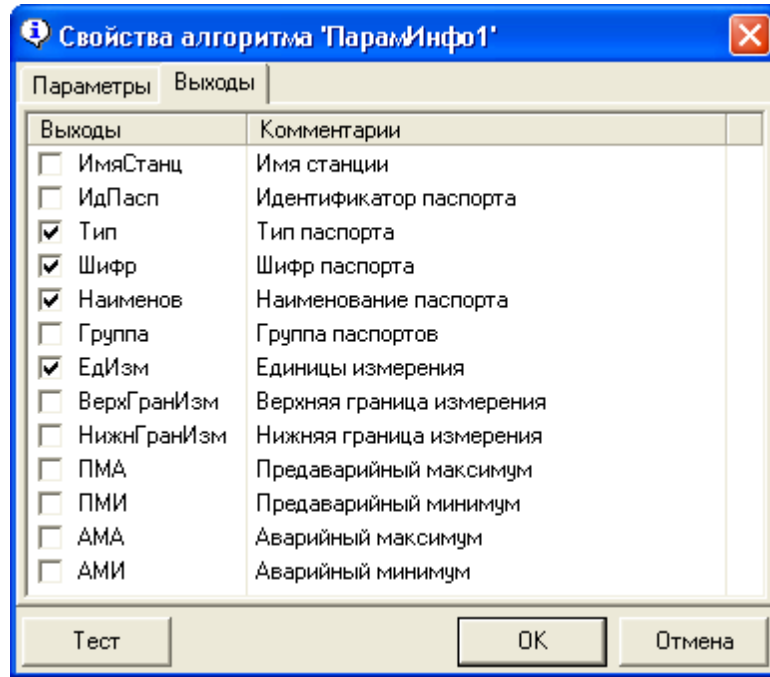 Свойства алгоритма 'ПарамИнфо1'
Параметры Выходы
Выходы Комментарии
ИмяСтанц Имя станции
ИдПасп Идентификатор паспорта
Тип Тип паспорта
Шифр Шифр паспорта
Наименов Наименование паспорта
Группа Группа паспортов
ЕдИзм Единицы измерения
ВерхГранИзм Верхняя граница измерения
НижнГранИзм Нижняя граница измерения
ПМА Предаварийный максимум
ПМИ Предаварийный минимум
АМА Аварийный максимум
АМИ Аварийный минимум
Тест OK Отмена